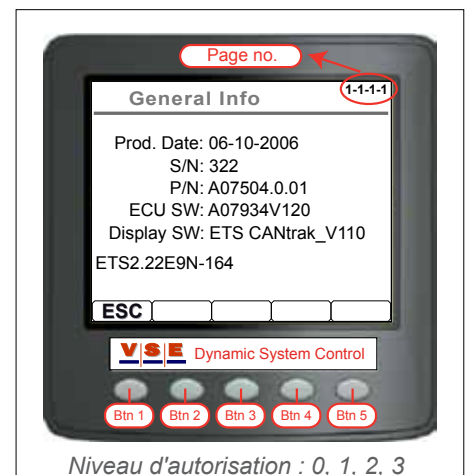 Page no.
1-1-1-1
General Info
Prod. Date: 06-10-2006
S/N: 322
P/N: A07504.0.01
ECU SW: A07934V120
Display SW: ETS CANtrak_V110
ETS2.22E9N-164
ESC
VSE Dynamic System Control
Btn 1 Btn 2 Btn 3 Btn 4 Btn 5
Niveau d'autorisation : 0, 1, 2, 3